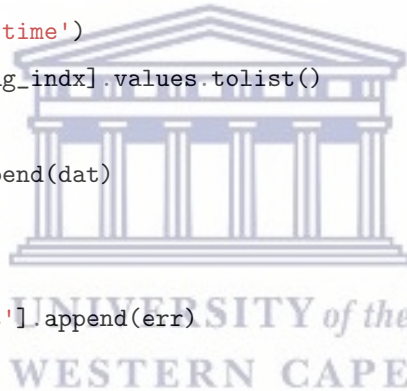 time')
g_indx].values.tolist()
end(dat)
'].append(err)
UNIVERSITY of the
WESTERN CAPE